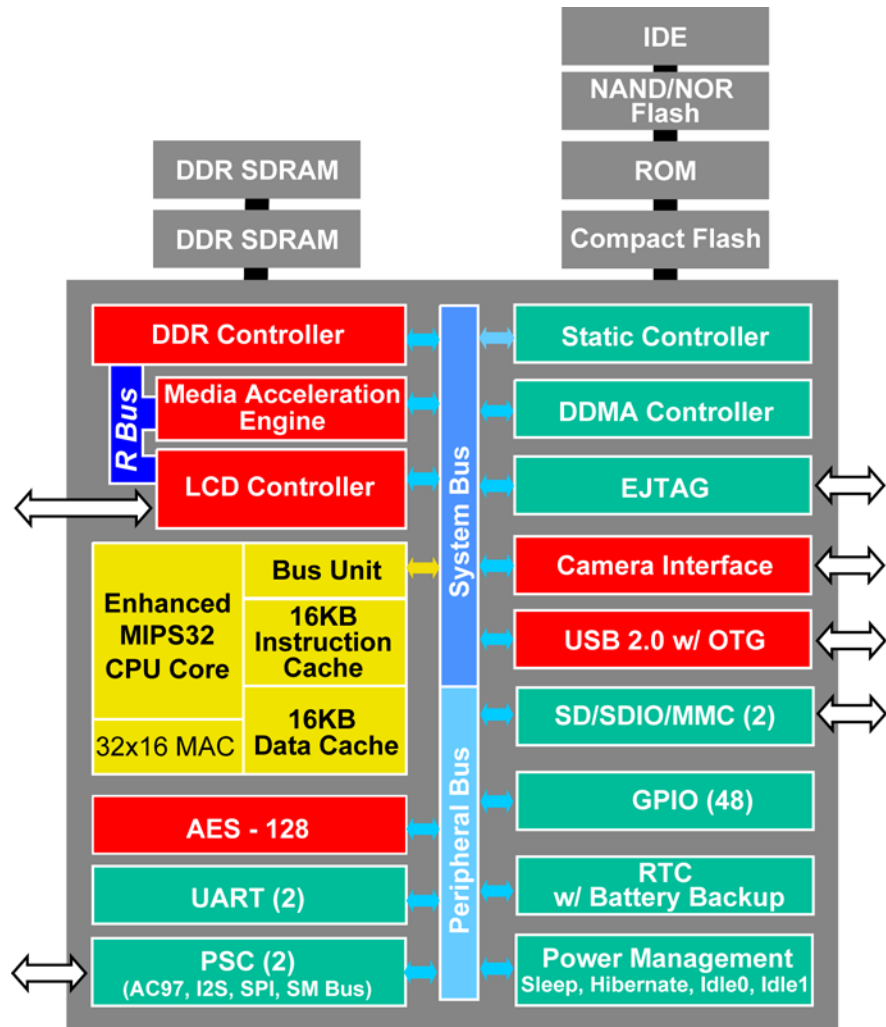 IDE
NAND/NOR
Flash
ROM
Compact Flash
DDR SDRAM
DDR SDRAM
DDR Controller
R Bus
Media Acceleration
Engine
LCD Controller
Enhanced
MIPS32
CPU Core
32x16 MAC
Bus Unit
16KB
Instruction
Cache
16KB
Data Cache
AES - 128
UART (2)
PSC (2)
(AC97, I2S, SPI, SM Bus)
System Bus
Peripheral Bus
Static Controller
DDMA Controller
EJTAG
Camera Interface
USB 2.0 w/ OTG
SD/SDIO/MMC (2)
GPIO (48)
RTC
w/ Battery Backup
Power Management
Sleep, Hibernate, Idle0, Idle1